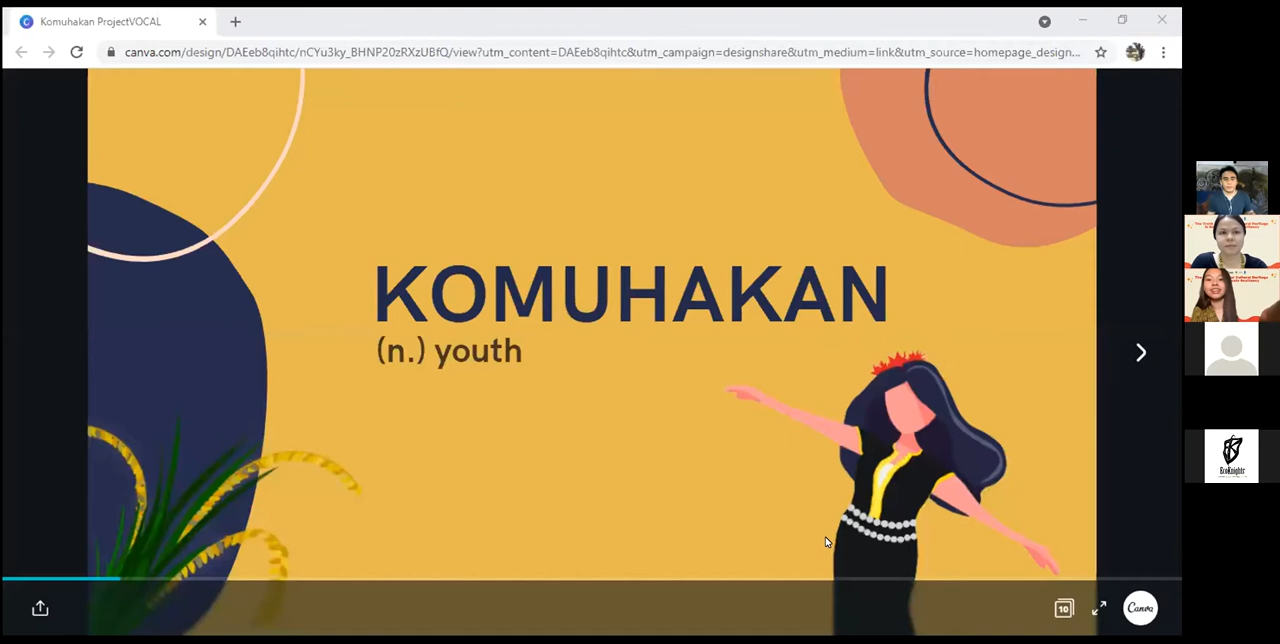 Komuhakan ProjectVOCAL
canva.com/design/DAEeb8qihtc/nCYu3ky_BHNP20zRXzUBfQ/view?utm_content=DAEeb8qihtc&utm_campaign=designshare&utm_medium=link&utm_source=homepage_design...
KOMUHAKAN
(n.) youth
10
Canva
EcoKnights